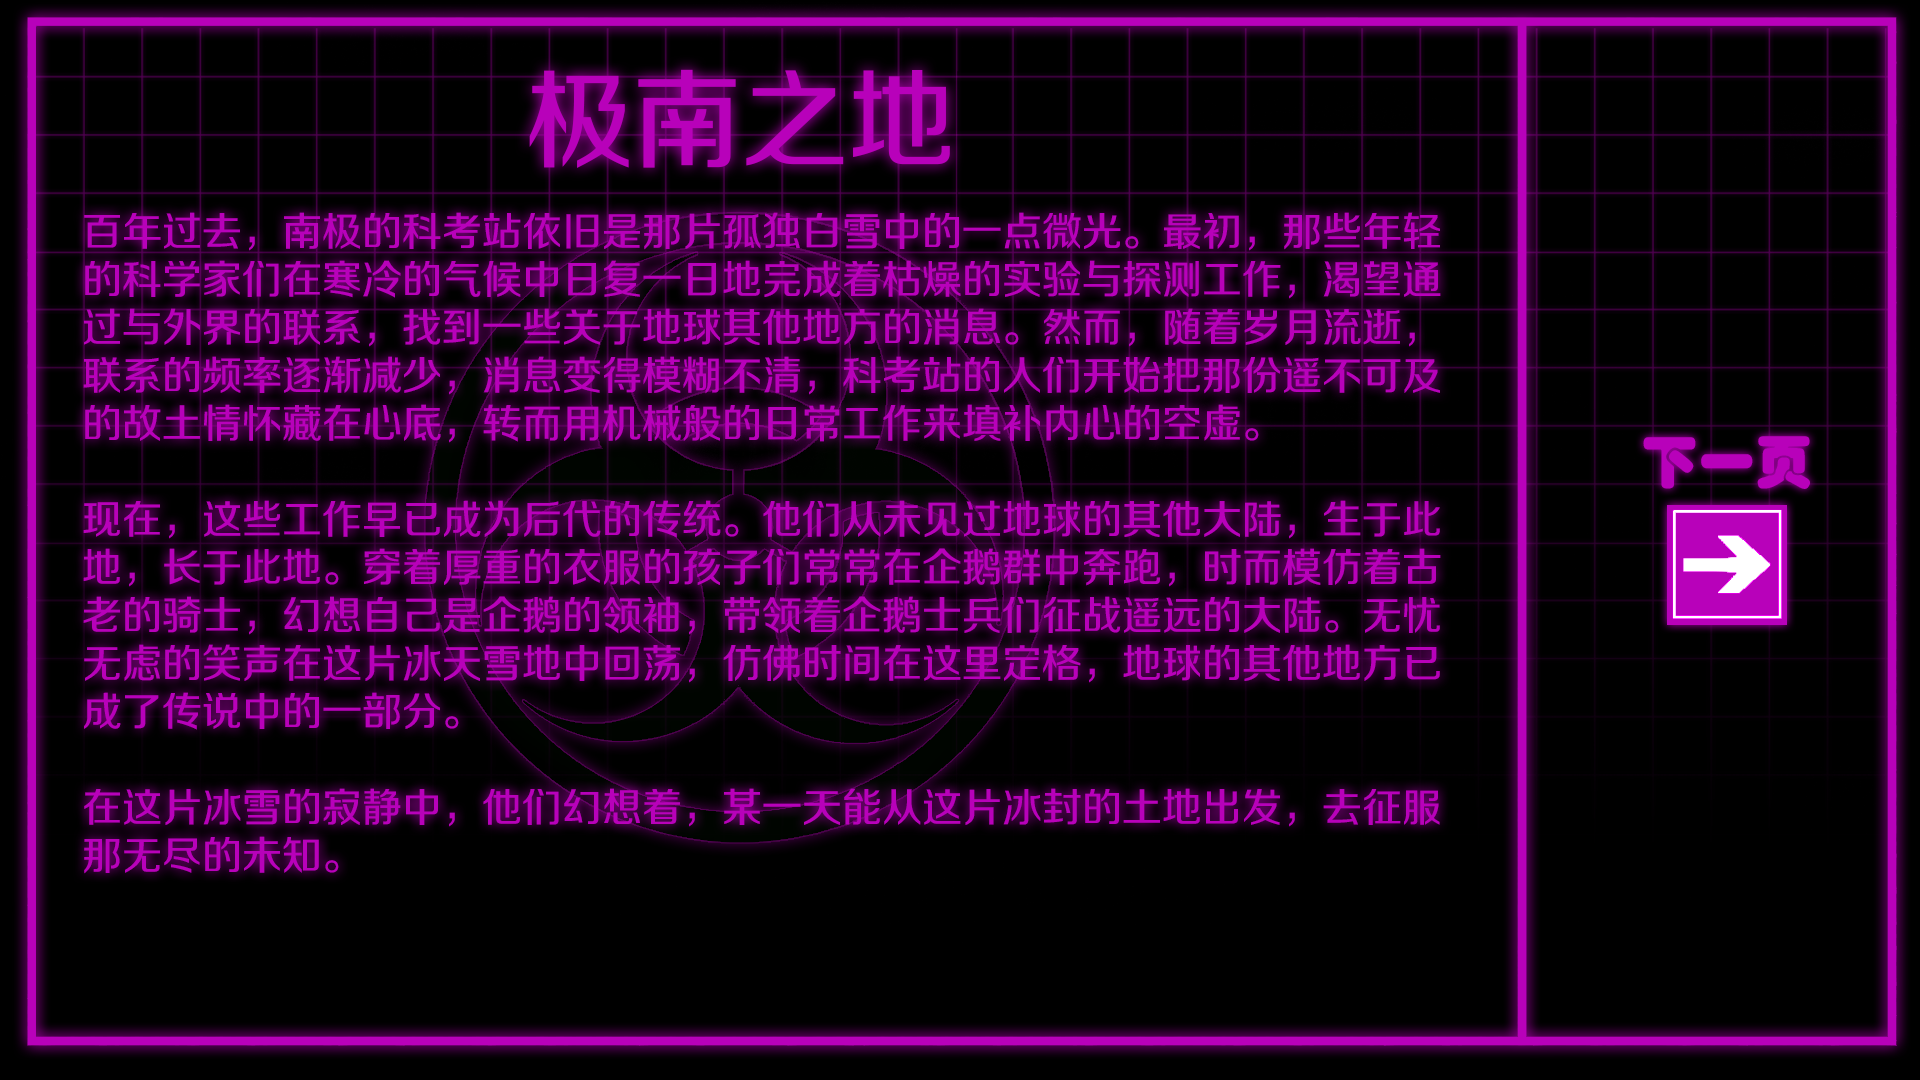 极南之地
百年过去，南极的科考站依旧是那片孤独白雪中的一点微光。最初，那些年轻
的科学家们在寒冷的气候中日复一日地完成着枯燥的实验与探测工作，渴望通
过与外界的联系，找到一些关于地球其他地方的消息。然而，随着岁月流逝，
联系的频率逐渐减少，消息变得模糊不清，科考站的人们开始把那份遥不可及
的故土情怀藏在心底，转而用机械般的日常工作来填补内心的空虚。
现在，这些工作早已成为后代的传统。他们从未见过地球的其他大陆，生于此
地，长于此地。穿着厚重的衣服的孩子们常常在企鹅群中奔跑，时而模仿着古
老的骑士，幻想自己是企鹅的领袖，带领着企鹅士兵们征战遥远的大陆。无忧
无虑的笑声在这片冰天雪地中回荡，仿佛时间在这里定格，地球的其他地方已
成了传说中的一部分。
在这片冰雪的寂静中，他们幻想着，某一天能从这片冰封的土地出发，去征服
那无尽的未知。
下一页